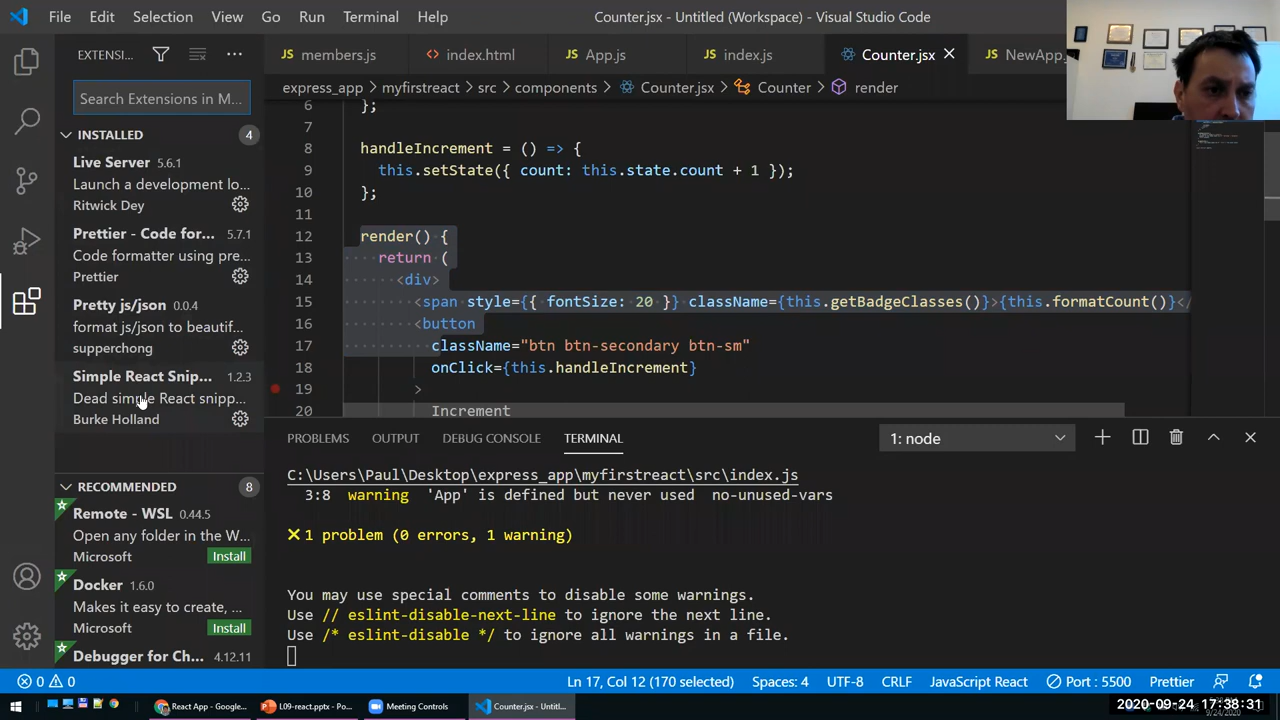 File Edit Selection View Go Run Terminal Help
Counter.jsx - Untitled (Workspace) - Visual Studio Code
EXTENSI...
Search Extensions in M...
INSTALLED 4
Live Server 5.6.1
Launch a development lo...
Ritwick Dey
Prettier - Code for... 5.7.1
Code formatter using pre...
Prettier
Pretty js/json 0.0.4
format js/json to beautif...
supperchong
Simple React Snip... 1.2.3
Dead simple React snipp...
Burke Holland
RECOMMENDED 8
Remote - WSL 0.44.5
Open any folder in the W...
Microsoft Install
Docker 1.6.0
Makes it easy to create, ...
Microsoft Install
Debugger for Ch... 4.12.11
JS members.js <> index.html JS App.js JS index.js Counter.jsx NewApp.
express_app > myfirstreact > src > components > Counter.jsx > Counter > render
6 };
7
8 handleIncrement = () => {
9 this.setState({ count: this.state.count + 1 });
10 };
11
12 render() {
13 return (
14 <div>
15 <span style={{ fontSize: 20 }} className={this.getBadgeClasses()}>{this.formatCount()}</
16 <button
17 className="btn btn-secondary btn-sm"
18 onClick={this.handleIncrement}
19 >
20 Increment
PROBLEMS OUTPUT DEBUG CONSOLE TERMINAL 1: node
C:\Users\Paul\Desktop\express_app\myfirstreact\src\index.js
3:8 warning 'App' is defined but never used no-unused-vars
1 problem (0 errors, 1 warning)
You may use special comments to disable some warnings.
Use // eslint-disable-next-line to ignore the next line.
Use /* eslint-disable */ to ignore all warnings in a file.
0 0 Ln 17, Col 12 (170 selected) Spaces: 4 UTF-8 CRLF JavaScript React Port : 5500 Prettier
React App - Google... L09-react.pptx - Po... Meeting Controls Counter.jsx - Untitl...
2020-09-24 17:38:31